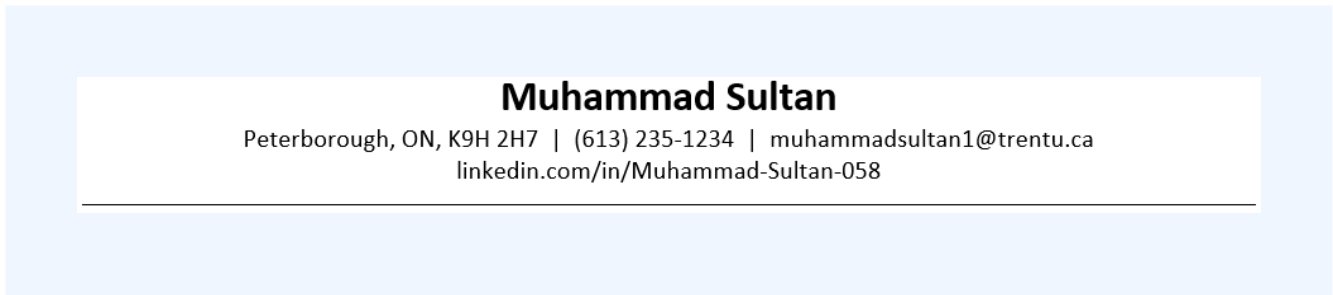 Muhammad Sultan
Peterborough, ON, K9H 2H7 | (613) 235-1234 | muhammadsultan1@trentu.ca
linkedin.com/in/Muhammad-Sultan-058